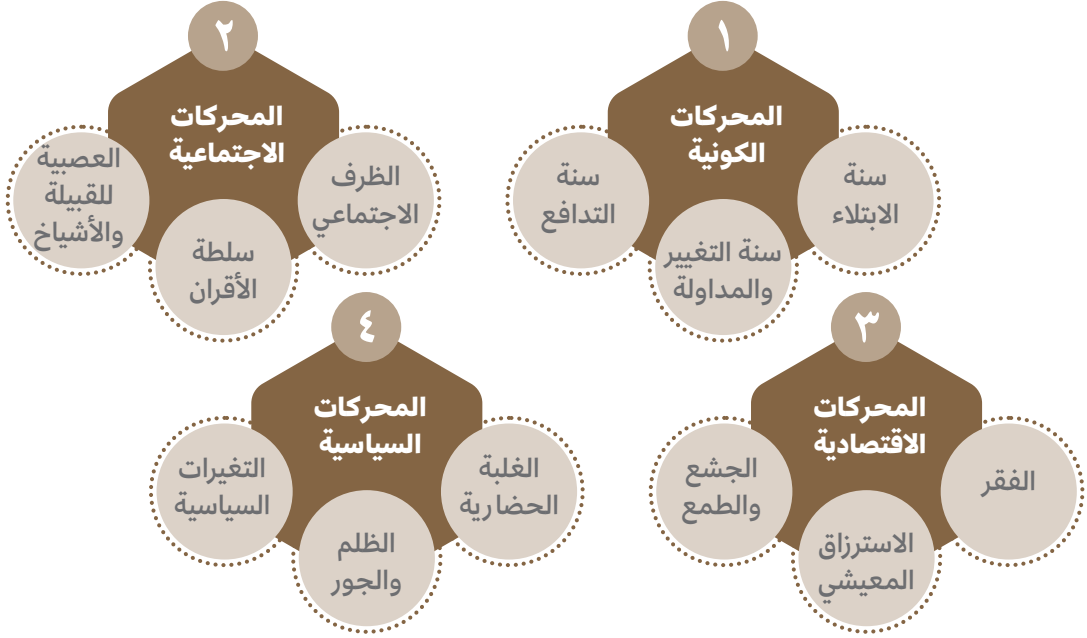 ١
المحركات
الكونية
سنة
الابتلاء
سنة التغيير
والمداولة
سنة
التدافع
٢
المحركات
الاجتماعية
الظرف
الاجتماعي
سلطة
الأقران
العصبية
للقبيلة
والأشياخ
٣
المحركات
الاقتصادية
الفقر
الاسترزاق
المعيشي
الجشع
والطمع
٤
المحركات
السياسية
الغلبة
الحضارية
الظلم
والجور
التغيرات
السياسية